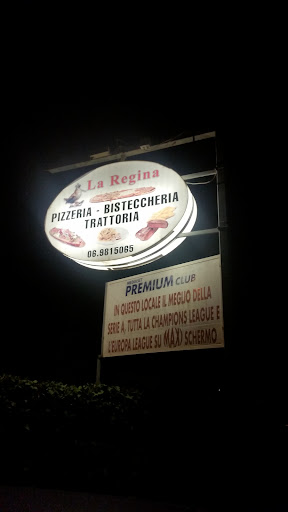 La Regina
PIZZERIA - BISTECCHERIA
TRATTORIA
06.9815065
PREMIUM CLUB
IN QUESTO LOCALE IL MEGLIO DELLA
SERIE A, TUTTA LA CHAMPIONS LEAGUE E
L'EUROPA LEAGUE SU MAXI SCHERMO